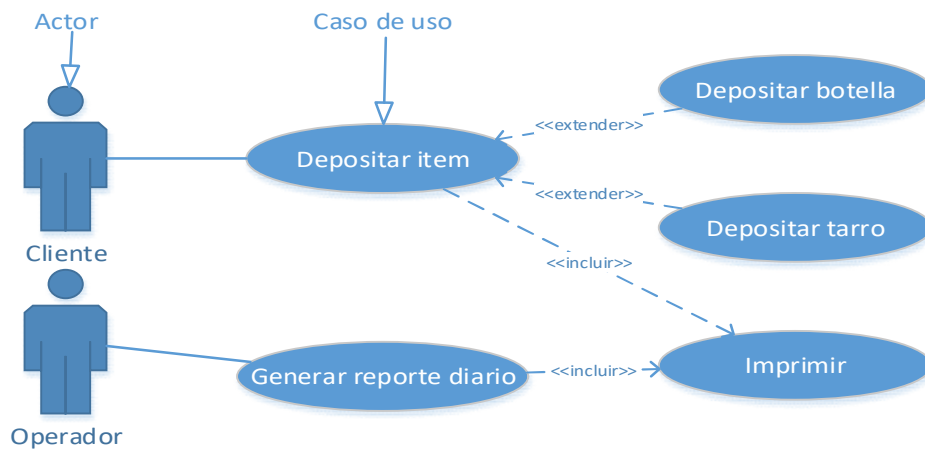 Actor
Caso de uso
Depositar botella
<<extender>>
Depositar item
<<extender>>
Depositar tarro
Cliente
<<incluir>>
Generar reporte diario
<<incluir>>
Imprimir
Operador